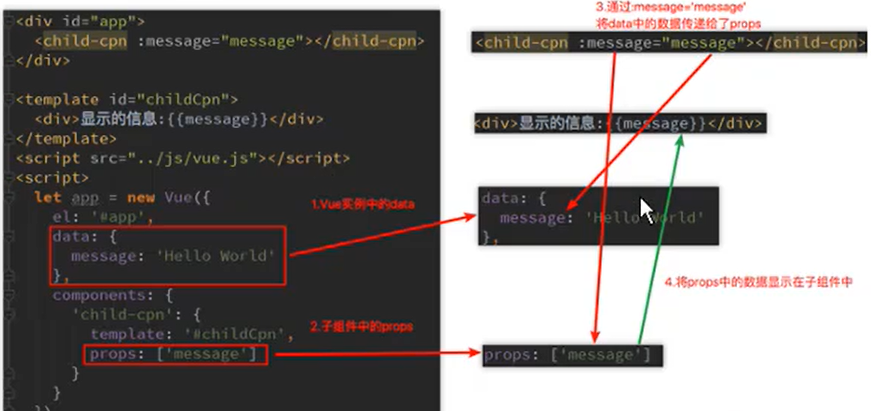 <div id="app">
<child-cpn :message="message"></child-cpn>
</div>
<template id="childCpn">
<div>显示的信息:{{message}}</div>
</template>
<script src="../js/vue.js"></script>
<script>
let app = new Vue({
el: '#app',
data: {
message: 'Hello World'
},
components: {
'child-cpn': {
template: '#childCpn',
props: ['message']
}
}
})
1.Vue实例中的data
2.子组件中的props
3.通过:message='message'
将data中的数据传递给了props
<child-cpn :message="message"></child-cpn>
<div>显示的信息:{{message}}</div>
data: {
message: 'Hello World'
},
4.将props中的数据显示在子组件中
props: ['message']